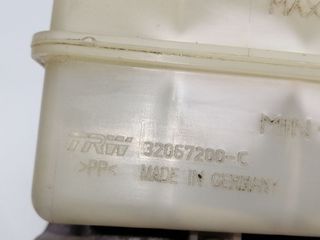 MAX
MIN
TRW 32067200-C
>PP< MADE IN GERMANY